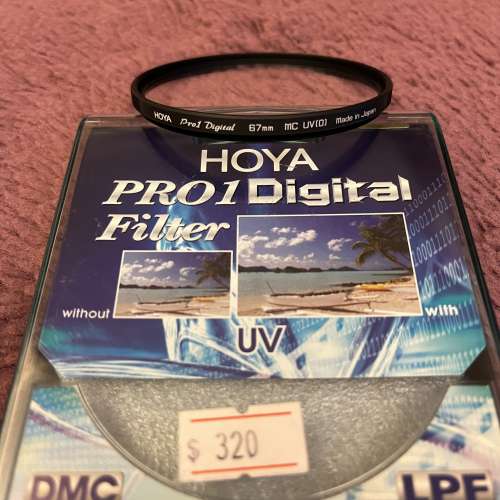 HOYA Pro1 Digital 67mm MC UV(0) Made in Japan
HOYA
PRO1 Digital
Filter
without
with
UV
$ 320
DMC
LPF